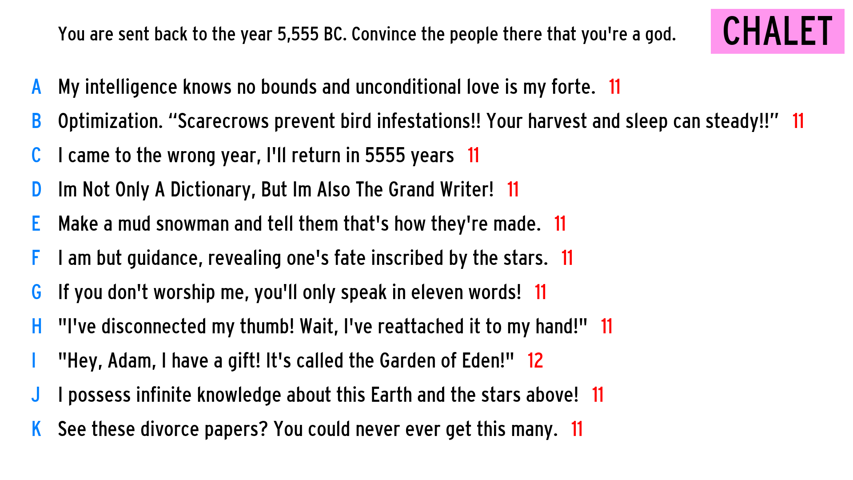 You are sent back to the year 5,555 BC. Convince the people there that you're a god.
CHALET
A My intelligence knows no bounds and unconditional love is my forte. 11
B Optimization. “Scarecrows prevent bird infestations!! Your harvest and sleep can steady!!” 11
C I came to the wrong year, I'll return in 5555 years 11
D Im Not Only A Dictionary, But Im Also The Grand Writer! 11
E Make a mud snowman and tell them that's how they're made. 11
F I am but guidance, revealing one's fate inscribed by the stars. 11
G If you don't worship me, you'll only speak in eleven words! 11
H "I've disconnected my thumb! Wait, I've reattached it to my hand!" 11
I "Hey, Adam, I have a gift! It's called the Garden of Eden!" 12
J I possess infinite knowledge about this Earth and the stars above! 11
K See these divorce papers? You could never ever get this many. 11